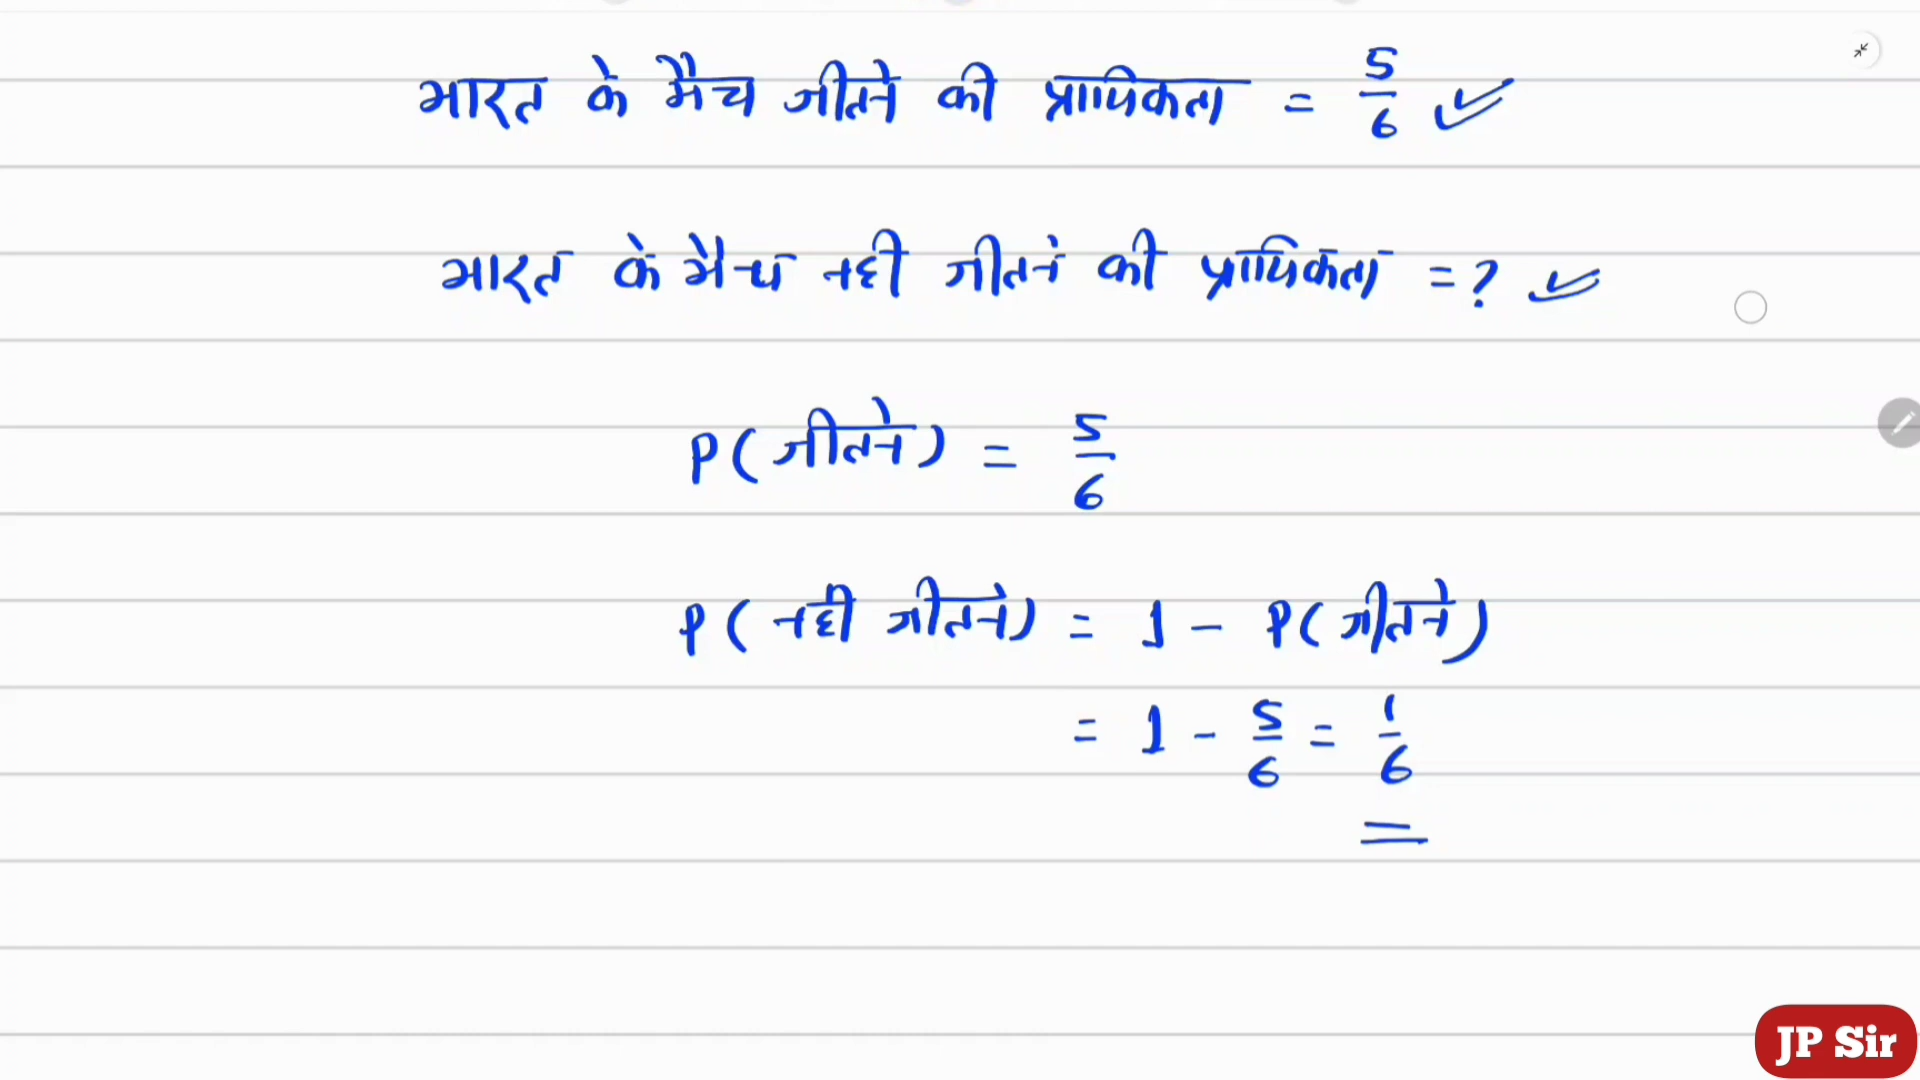 भारत के मैच जीतने की प्रायिकता = 5/6
भारत के मैच नही जीतने की प्रायिकता = ?
P(जीतने) = 5/6
P(नही जीतने) = 1 - P(जीतने)
= 1 - 5/6 = 1/6
JP Sir